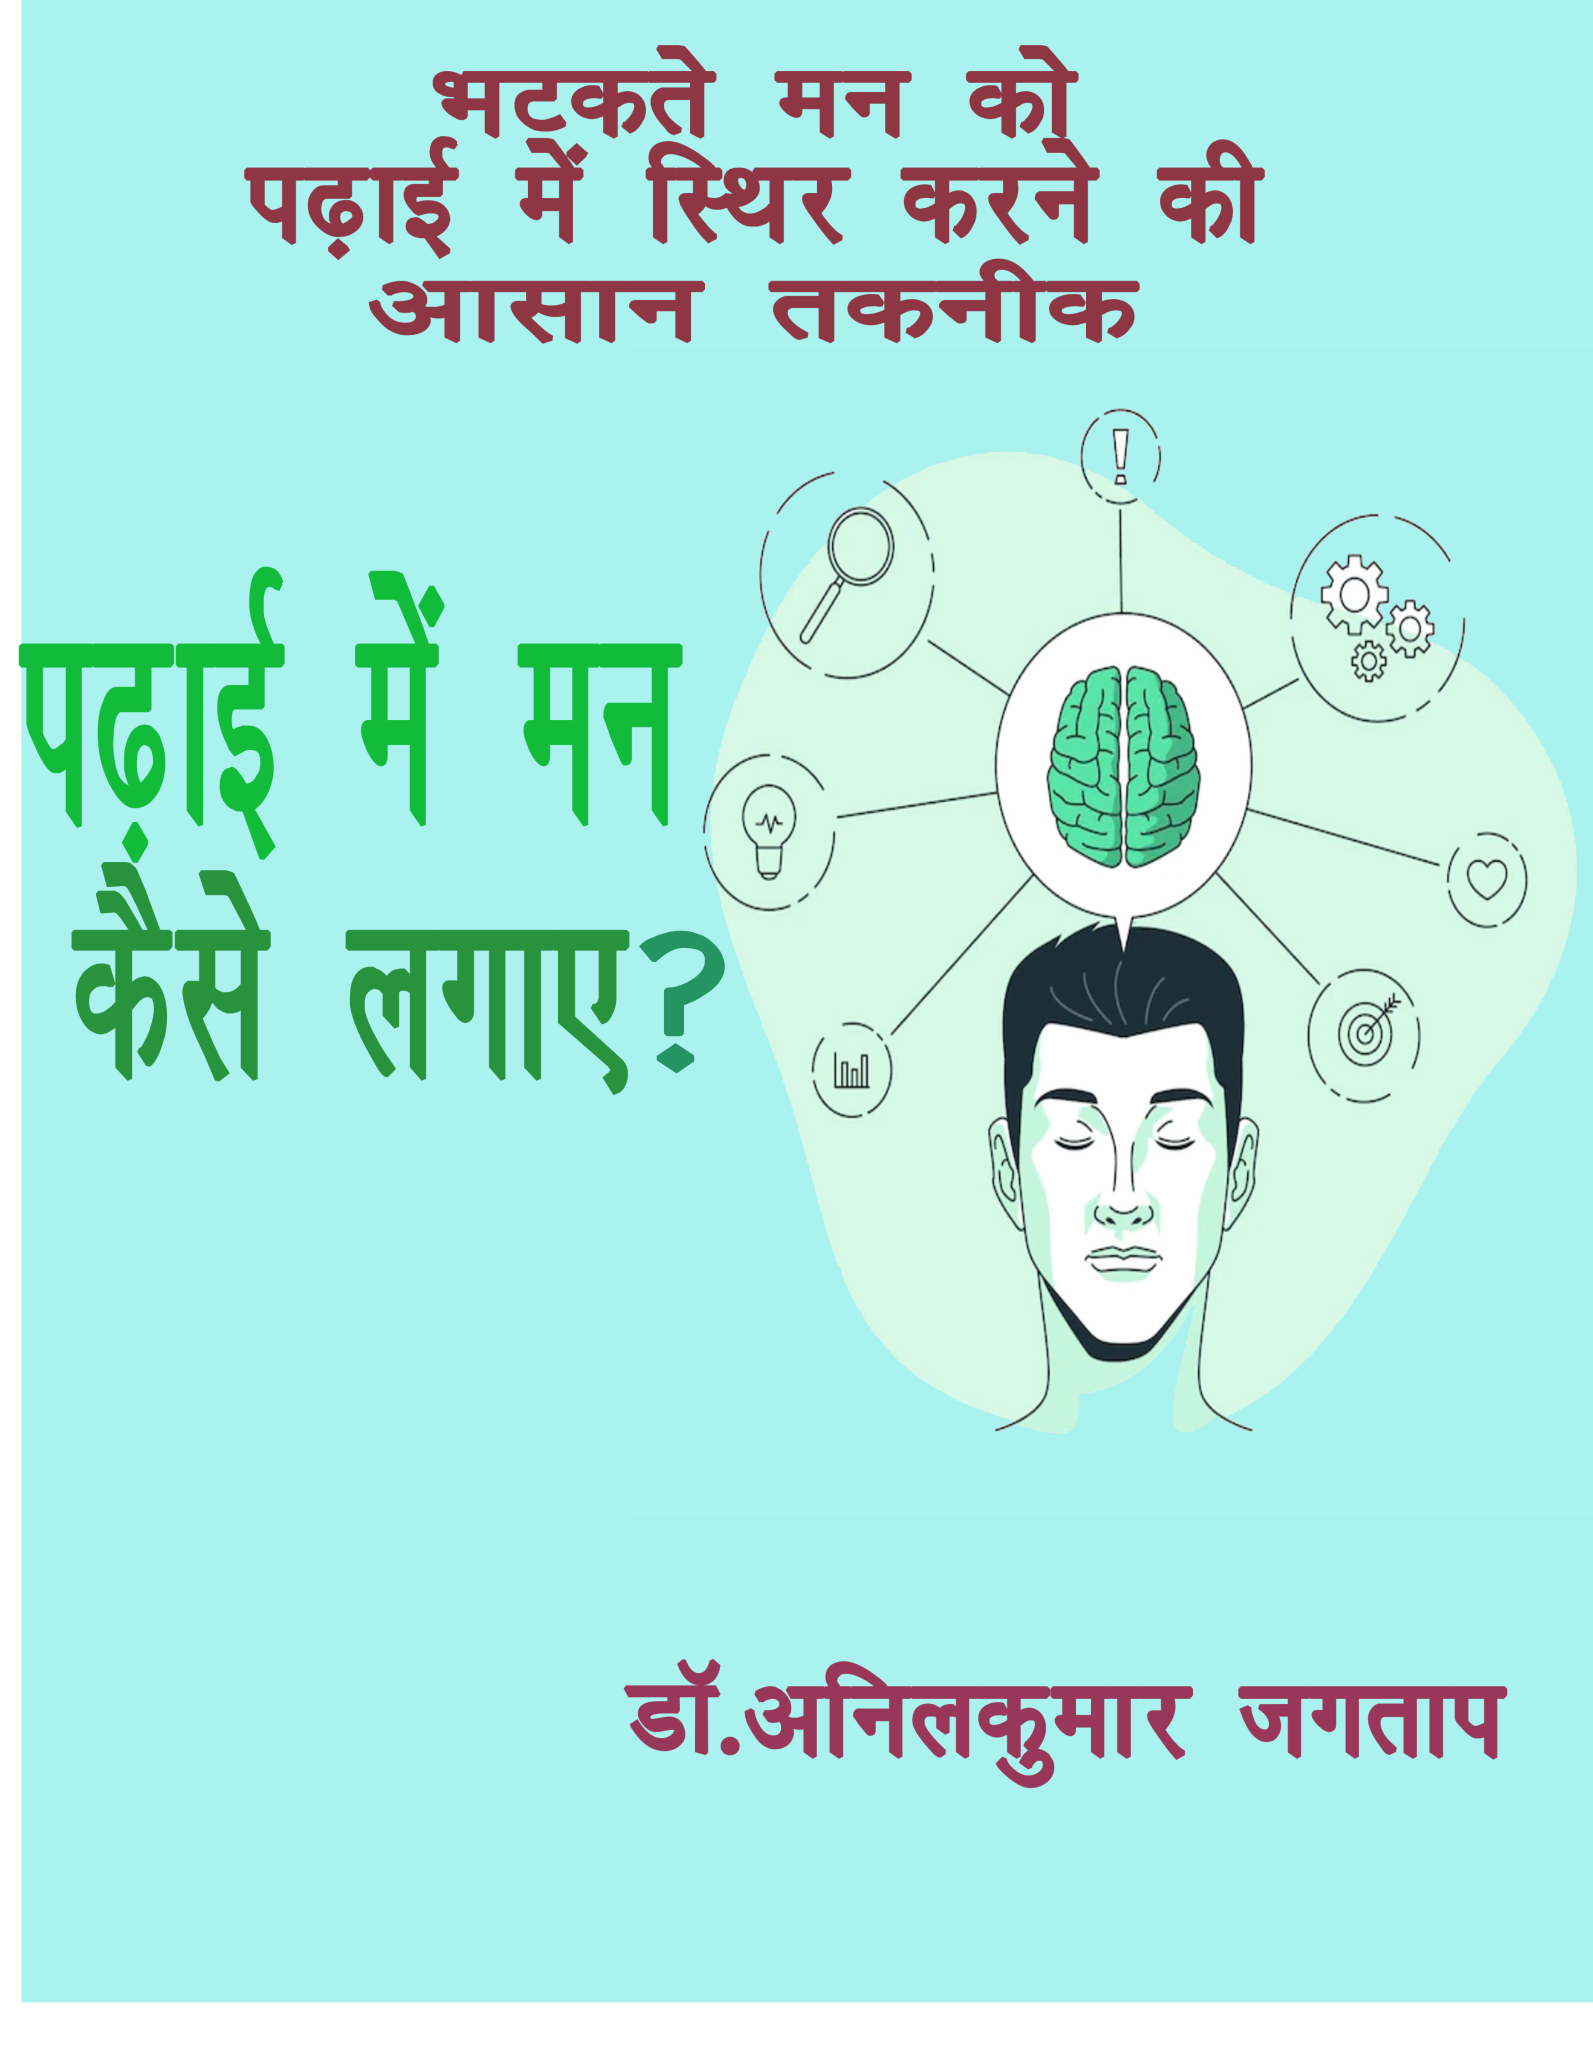 भटकते मन को
पढ़ाई में स्थिर करने की
आसान तकनीक
पढ़ाई में मन
कैसे लगाए?
डॉ.अनिलकुमार जगताप